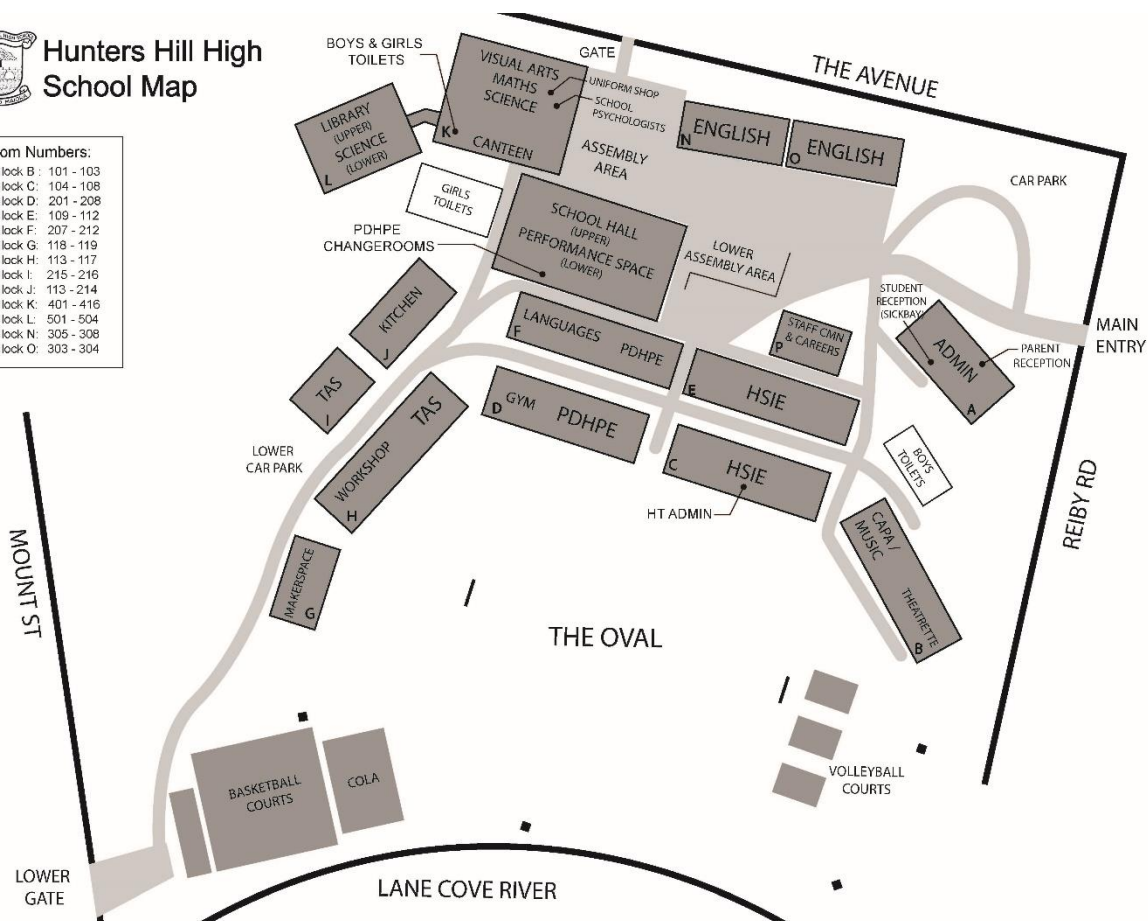 Hunters Hill High
School Map
om Numbers:
lock B : 101 - 103
lock C: 104 - 108
lock D: 201 - 208
lock E: 109 - 112
lock F: 207 - 212
lock G: 118 - 119
lock H: 113 - 117
lock I: 215 - 216
lock J: 113 - 214
lock K: 401 - 416
lock L: 501 - 504
lock N: 305 - 308
lock O: 303 - 304
BOYS & GIRLS
TOILETS
GATE
THE AVENUE
VISUAL ARTS
MATHS
SCIENCE
UNIFORM SHOP
SCHOOL
PSYCHOLOGISTS
K
CANTEEN
LIBRARY
(UPPER)
SCIENCE
(LOWER)
L
N
ENGLISH
O
ENGLISH
ASSEMBLY
AREA
CAR PARK
GIRLS
TOILETS
PDHPE
CHANGEROOMS
SCHOOL HALL
(UPPER)
PERFORMANCE SPACE
(LOWER)
LOWER
ASSEMBLY AREA
STUDENT
RECEPTION
(SICKBAY)
MAIN
ENTRY
ADMIN
PARENT
RECEPTION
A
KITCHEN
J
LANGUAGES
F
PDHPE
STAFF CMN
& CAREERS
P
TAS
I
TAS
WORKSHOP
H
GYM
D
PDHPE
E
HSIE
C
HSIE
HT ADMIN
BOYS
TOILETS
LOWER
CAR PARK
REIBY RD
CAPA /
MUSIC
THEATRETTE
B
MAKERSPACE
G
MOUNT ST
THE OVAL
BASKETBALL
COURTS
COLA
VOLLEYBALL
COURTS
LOWER
GATE
LANE COVE RIVER